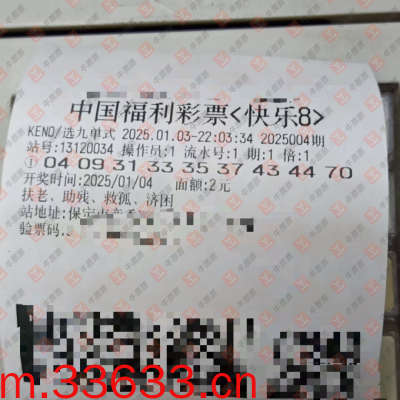 中国福利彩票<快乐8>
KENO/选九单式 2025.01.03-22:03:34 2025004期
站号:13120034 操作员:1 流水号:1 期:1 倍:1
① 04 09 31 33 35 37 43 44 70
开奖时间:2025/01/04 面额:2元
扶老、助残、救孤、济困
站地址:保定
验票码:
m.33633.cn